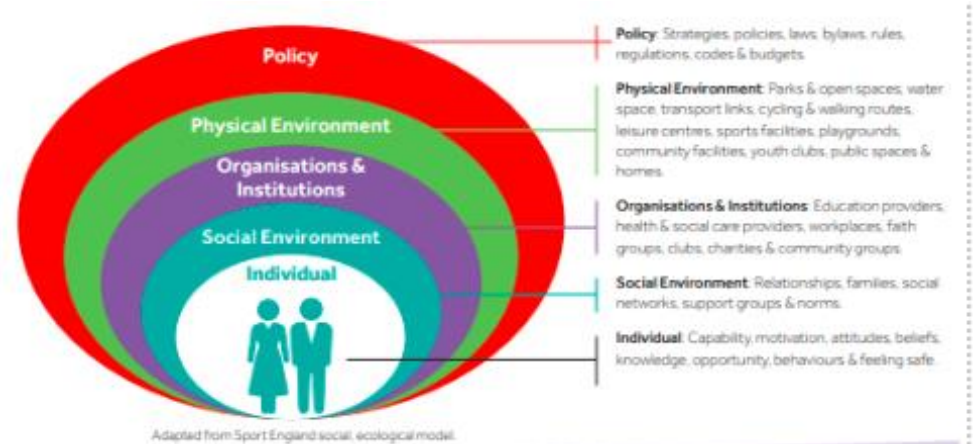 Policy
Physical Environment
Organisations &
Institutions
Social Environment
Individual
Adapted from Sport England social, ecological model.
Policy: Strategies, policies, laws, bylaws, rules,
regulations, codes & budgets.
Physical Environment: Parks & open spaces, water
space, transport links, cycling & walking routes,
leisure centres, sports facilities, playgrounds,
community facilities, youth clubs, public spaces &
homes.
Organisations & Institutions: Education providers,
health & social care providers, workplaces, faith
groups, clubs, charities & community groups.
Social Environment: Relationships, families, social
networks, support groups & norms.
Individual: Capability, motivation, attitudes, beliefs,
knowledge, opportunity, behaviours & feeling safe.